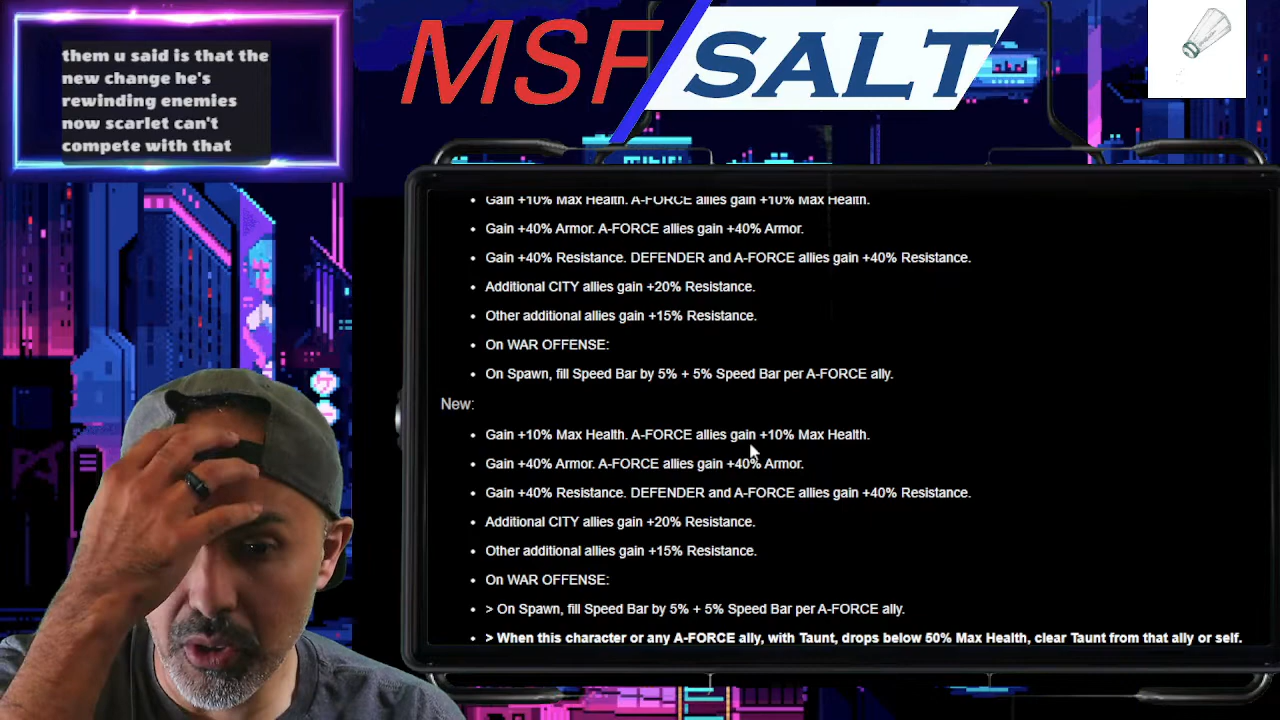 them u said is that the
new change he's
rewinding enemies
now scarlet can't
compete with that
MSF/SALT
• Gain +10% Max Health. A-FORCE allies gain +10% Max Health.
• Gain +40% Armor. A-FORCE allies gain +40% Armor.
• Gain +40% Resistance. DEFENDER and A-FORCE allies gain +40% Resistance.
• Additional CITY allies gain +20% Resistance.
• Other additional allies gain +15% Resistance.
• On WAR OFFENSE:
• On Spawn, fill Speed Bar by 5% + 5% Speed Bar per A-FORCE ally.
New:
• Gain +10% Max Health. A-FORCE allies gain +10% Max Health.
• Gain +40% Armor. A-FORCE allies gain +40% Armor.
• Gain +40% Resistance. DEFENDER and A-FORCE allies gain +40% Resistance.
• Additional CITY allies gain +20% Resistance.
• Other additional allies gain +15% Resistance.
• On WAR OFFENSE:
• > On Spawn, fill Speed Bar by 5% + 5% Speed Bar per A-FORCE ally.
• > When this character or any A-FORCE ally, with Taunt, drops below 50% Max Health, clear Taunt from that ally or self.